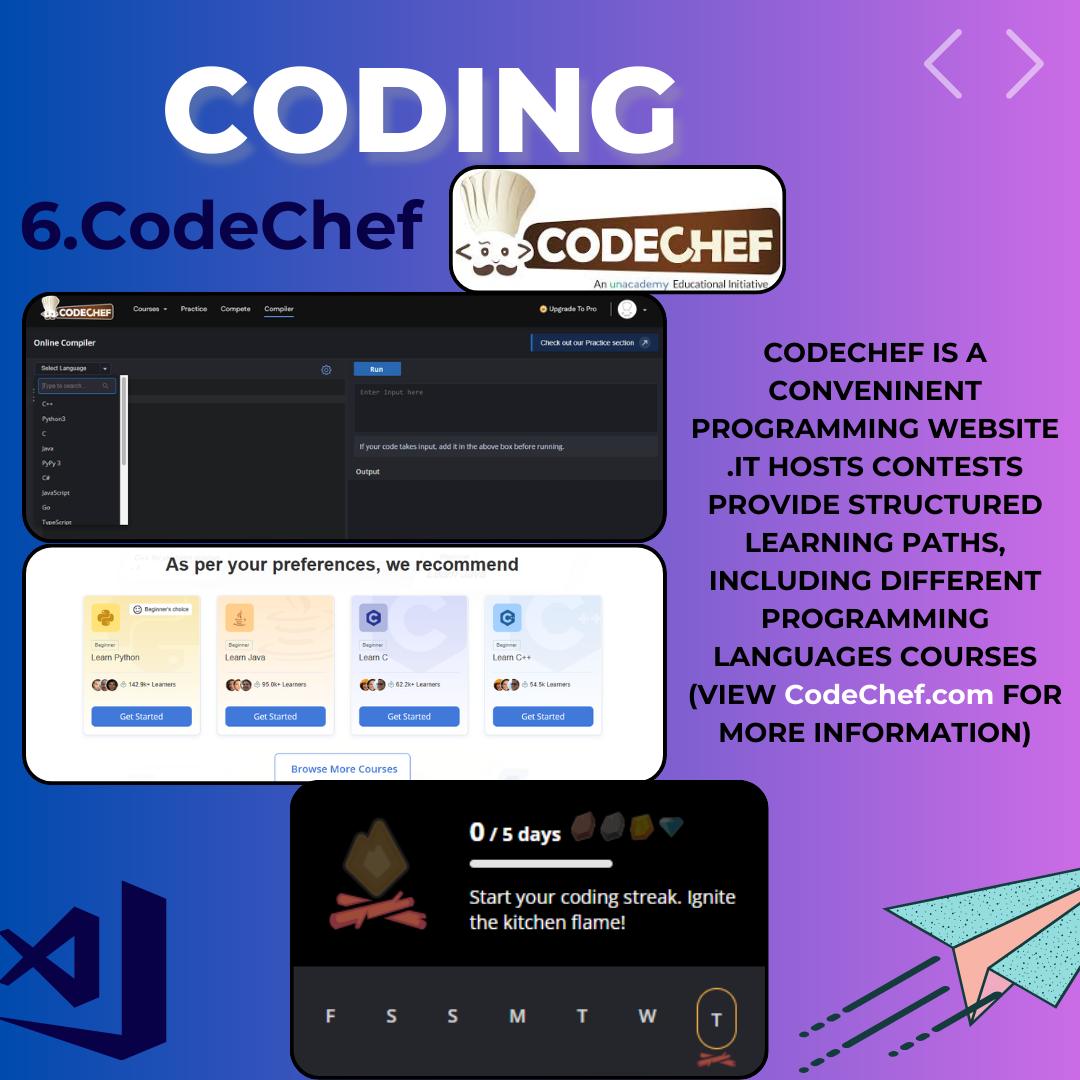 CODING
6.CodeChef
CODECHEF
An unacademy Educational Initiative
CODECHEF
Courses
Practice
Compete
Compiler
Upgrade To Pro
Online Compiler
Check out our Practice section
Select Language
Type to search...
C++
Python3
C
Java
PyPy 3
C#
JavaScript
Go
TypeScript
Run
Enter Input here
If your code takes input, add it in the above box before running.
Output
CODECHEF IS A
CONVENINENT
PROGRAMMING WEBSITE
.IT HOSTS CONTESTS
PROVIDE STRUCTURED
LEARNING PATHS,
INCLUDING DIFFERENT
PROGRAMMING
LANGUAGES COURSES
(VIEW CodeChef.com FOR
MORE INFORMATION)
As per your preferences, we recommend
Beginner's choice
Beginner
Learn Python
142.9k+ Learners
Get Started
Beginner
Learn Java
95.0k+ Learners
Get Started
Beginner
Learn C
62.2k+ Learners
Get Started
Beginner
Learn C++
54.5k Learners
Get Started
Browse More Courses
0 / 5 days
Start your coding streak. Ignite
the kitchen flame!
F S S M T W T